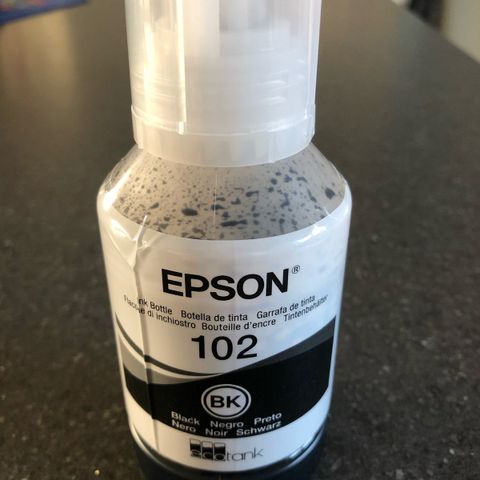 EPSON®
Ink Bottle Botella de tinta Garrafa de tinta
Flacone di inchiostro Bouteille d'encre Tintenbehälter
102
BK
Black Negro Preto
Nero Noir Schwarz
ecotank